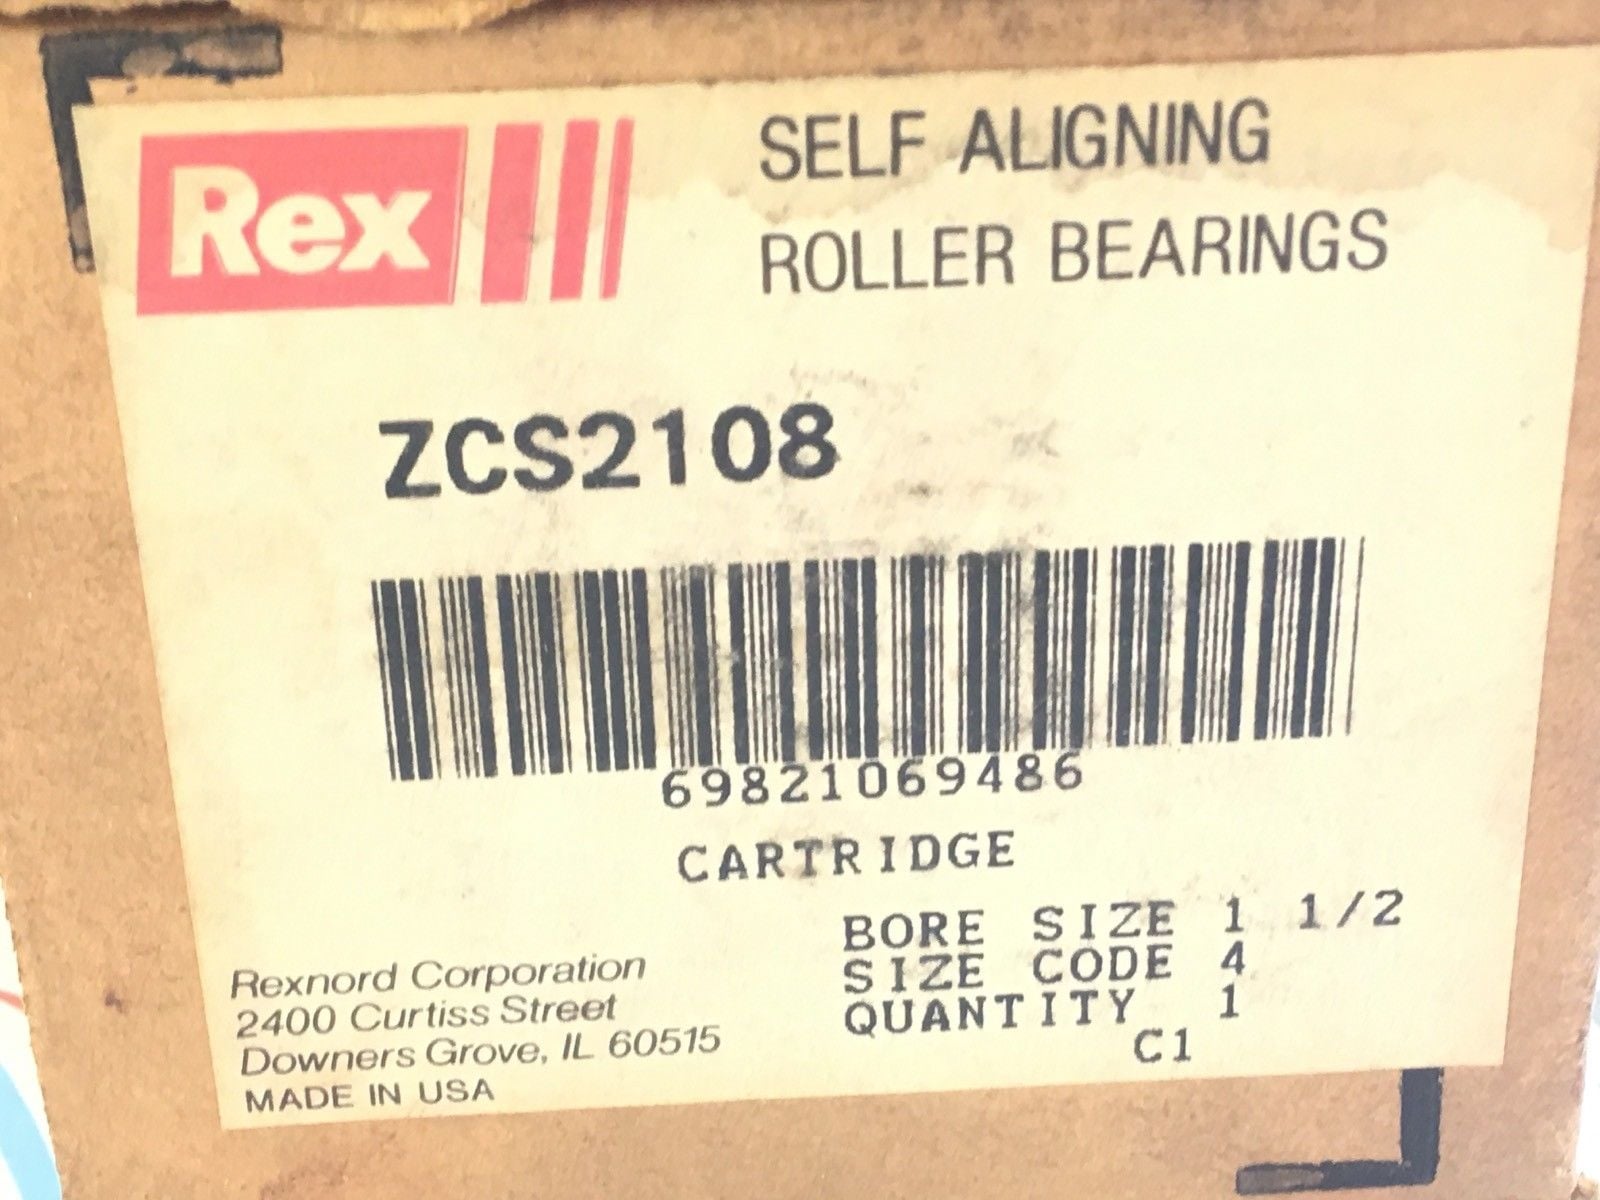 Rex
SELF ALIGNING
ROLLER BEARINGS
ZCS2108
69821069486
CARTRIDGE
BORE SIZE 1 1/2
SIZE CODE 4
QUANTITY 1
C1
Rexnord Corporation
2400 Curtiss Street
Downers Grove, IL 60515
MADE IN USA